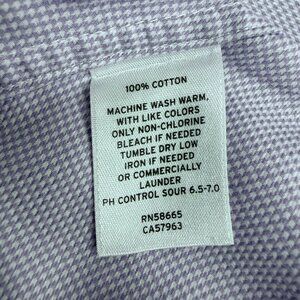 100% COTTON
MACHINE WASH WARM,
WITH LIKE COLORS
ONLY NON-CHLORINE
BLEACH IF NEEDED
TUMBLE DRY LOW
IRON IF NEEDED
OR COMMERCIALLY
LAUNDER
PH CONTROL SOUR 6.5-7.0
RN58665
CA57963